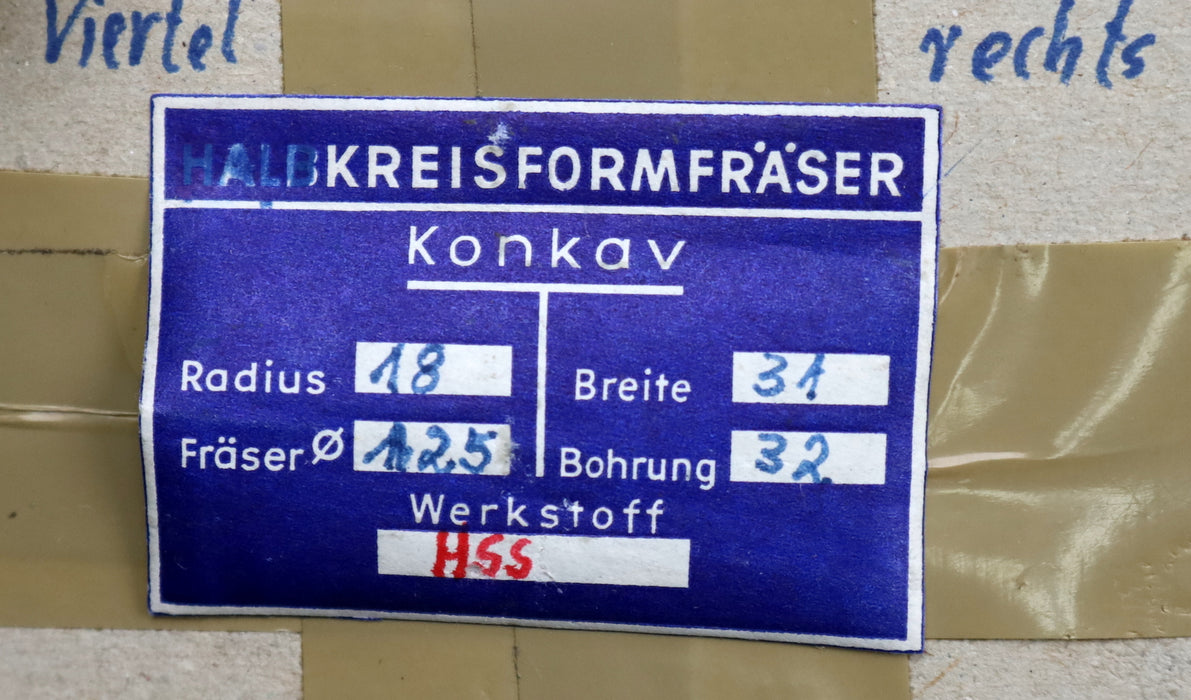 Viertel rechts
HALBKREISFORMFRÄSER
Konkav
Radius 18 Breite 31
Fräser Ø 125 Bohrung 32
Werkstoff
HSS